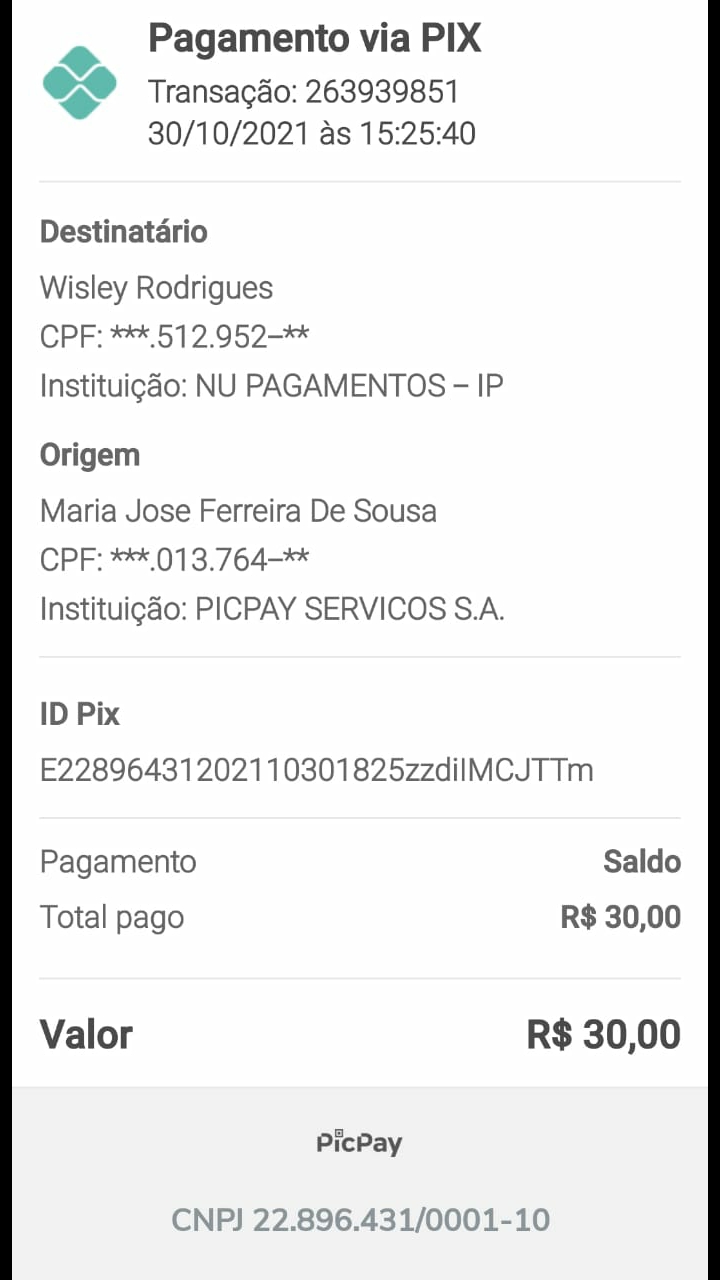 Pagamento via PIX
Transação: 263939851
30/10/2021 às 15:25:40
Destinatário
Wisley Rodrigues
CPF: ***.512.952–**
Instituição: NU PAGAMENTOS – IP
Origem
Maria Jose Ferreira De Sousa
CPF: ***.013.764–**
Instituição: PICPAY SERVICOS S.A.
ID Pix
E22896431202110301825zzdiIMCJTTm
Pagamento Saldo
Total pago R$ 30,00
Valor R$ 30,00
PicPay
CNPJ 22.896.431/0001-10